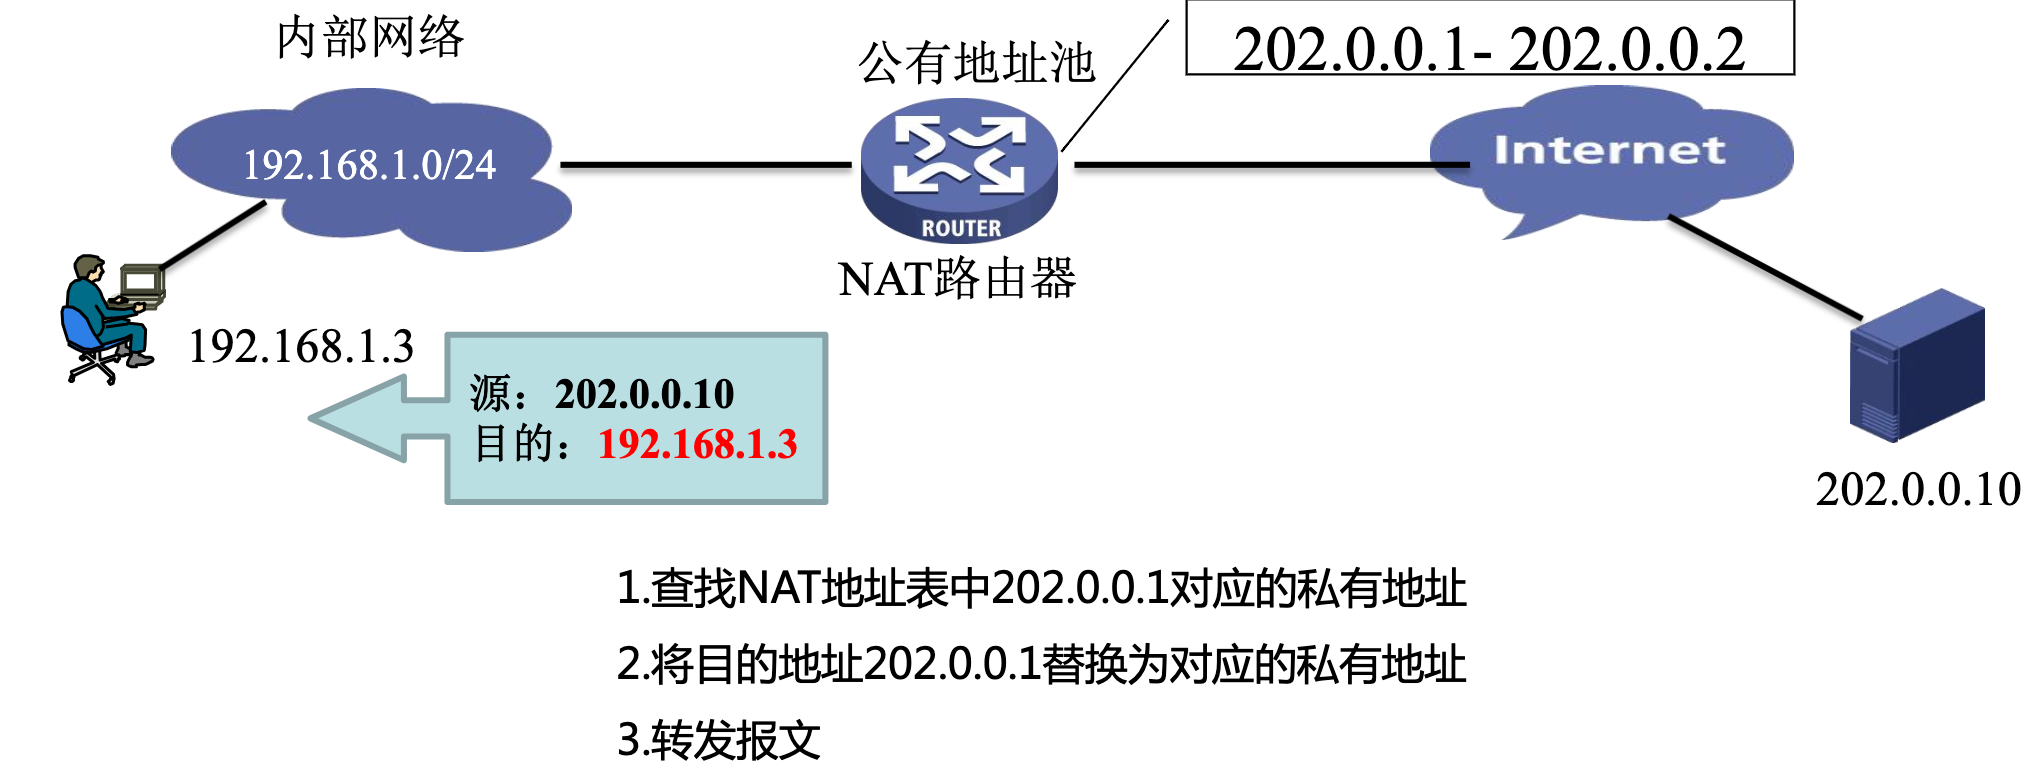 内部网络
公有地址池
202.0.0.1- 202.0.0.2
192.168.1.0/24
Internet
ROUTER
NAT路由器
192.168.1.3
源：202.0.0.10
目的：192.168.1.3
202.0.0.10
1.查找NAT地址表中202.0.0.1对应的私有地址
2.将目的地址202.0.0.1替换为对应的私有地址
3.转发报文